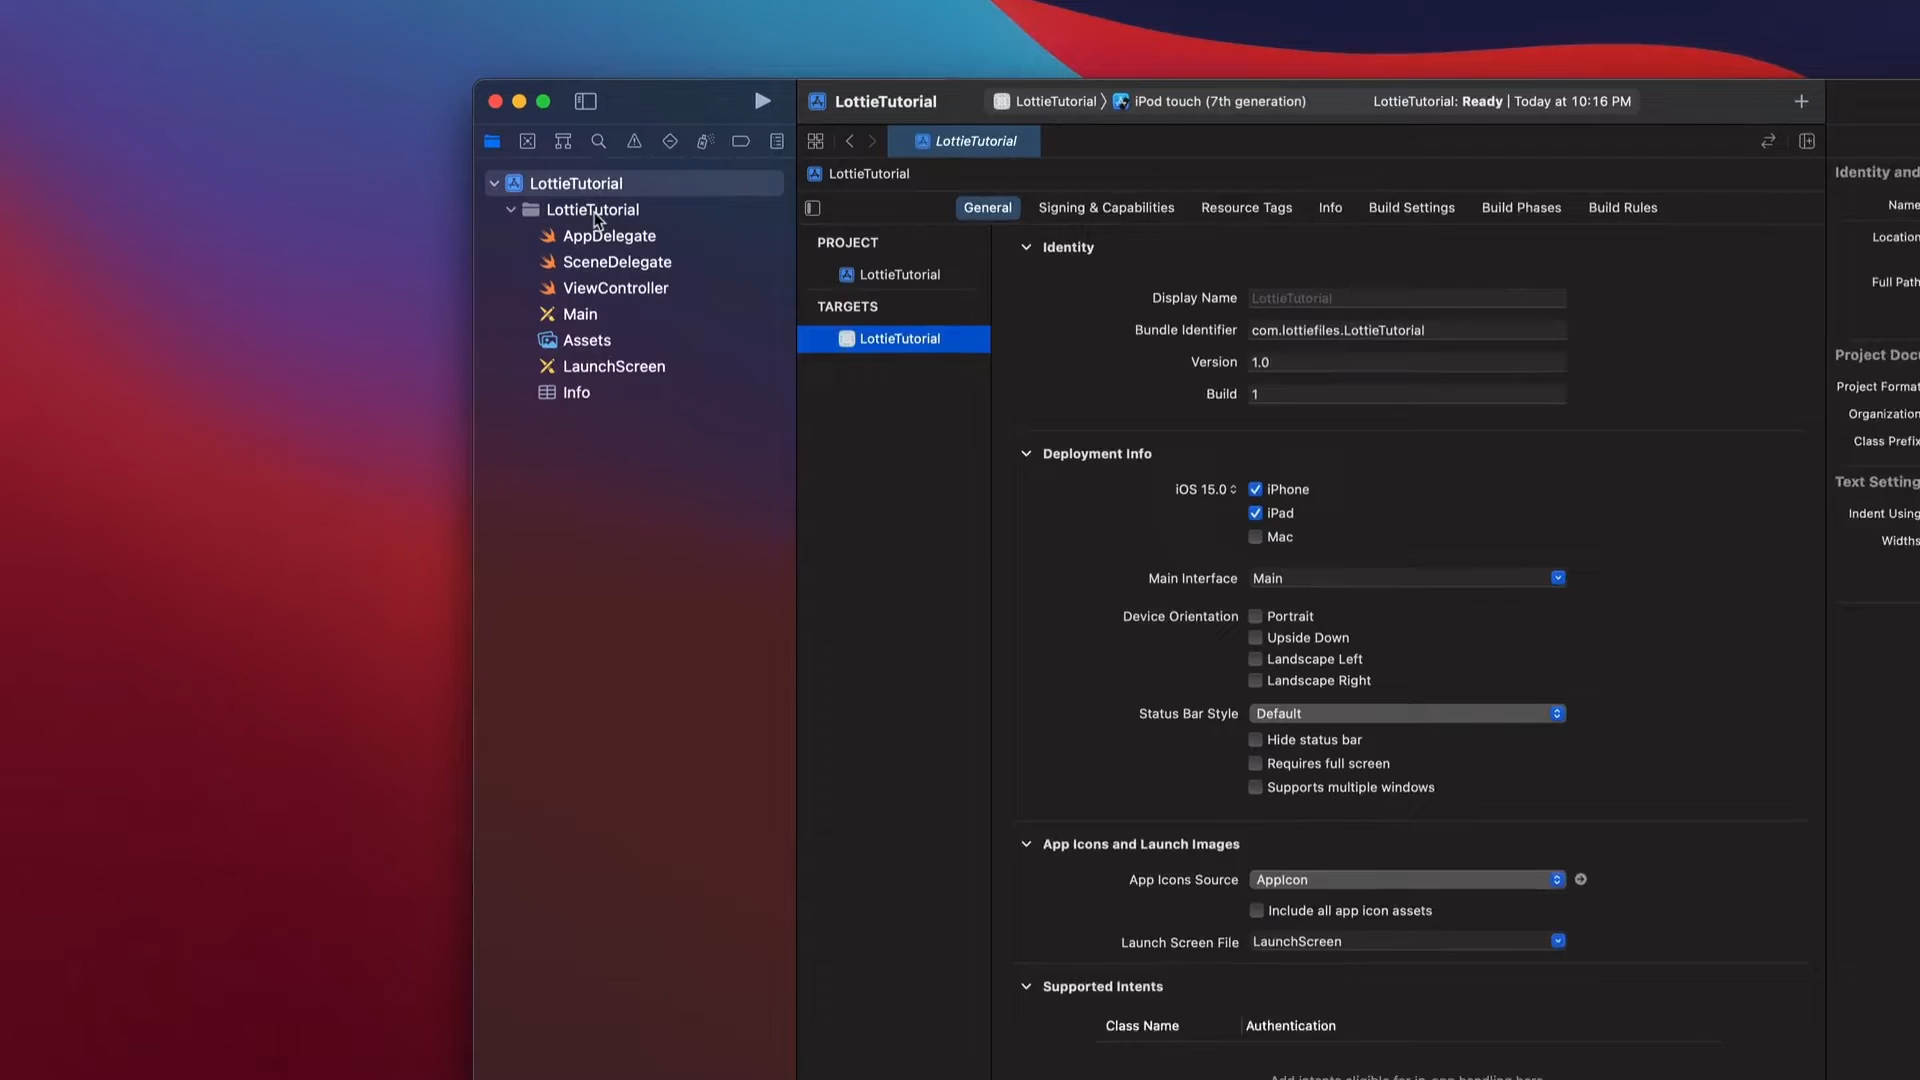 LottieTutorial
LottieTutorial 〉 iPod touch (7th generation)
LottieTutorial: Ready | Today at 10:16 PM
LottieTutorial
LottieTutorial
LottieTutorial
AppDelegate
SceneDelegate
ViewController
Main
Assets
LaunchScreen
Info
LottieTutorial
General
Signing & Capabilities
Resource Tags
Info
Build Settings
Build Phases
Build Rules
PROJECT
LottieTutorial
TARGETS
LottieTutorial
Identity
Display Name LottieTutorial
Bundle Identifier com.lottiefiles.LottieTutorial
Version 1.0
Build 1
Deployment Info
iOS 15.0 iPhone
iPad
Mac
Main Interface Main
Device Orientation Portrait
Upside Down
Landscape Left
Landscape Right
Status Bar Style Default
Hide status bar
Requires full screen
Supports multiple windows
App Icons and Launch Images
App Icons Source AppIcon
Include all app icon assets
Launch Screen File LaunchScreen
Supported Intents
Class Name Authentication
Identity and
Name
Location
Full Path
Project Docu
Project Format
Organization
Class Prefix
Text Setting
Indent Using
Widths